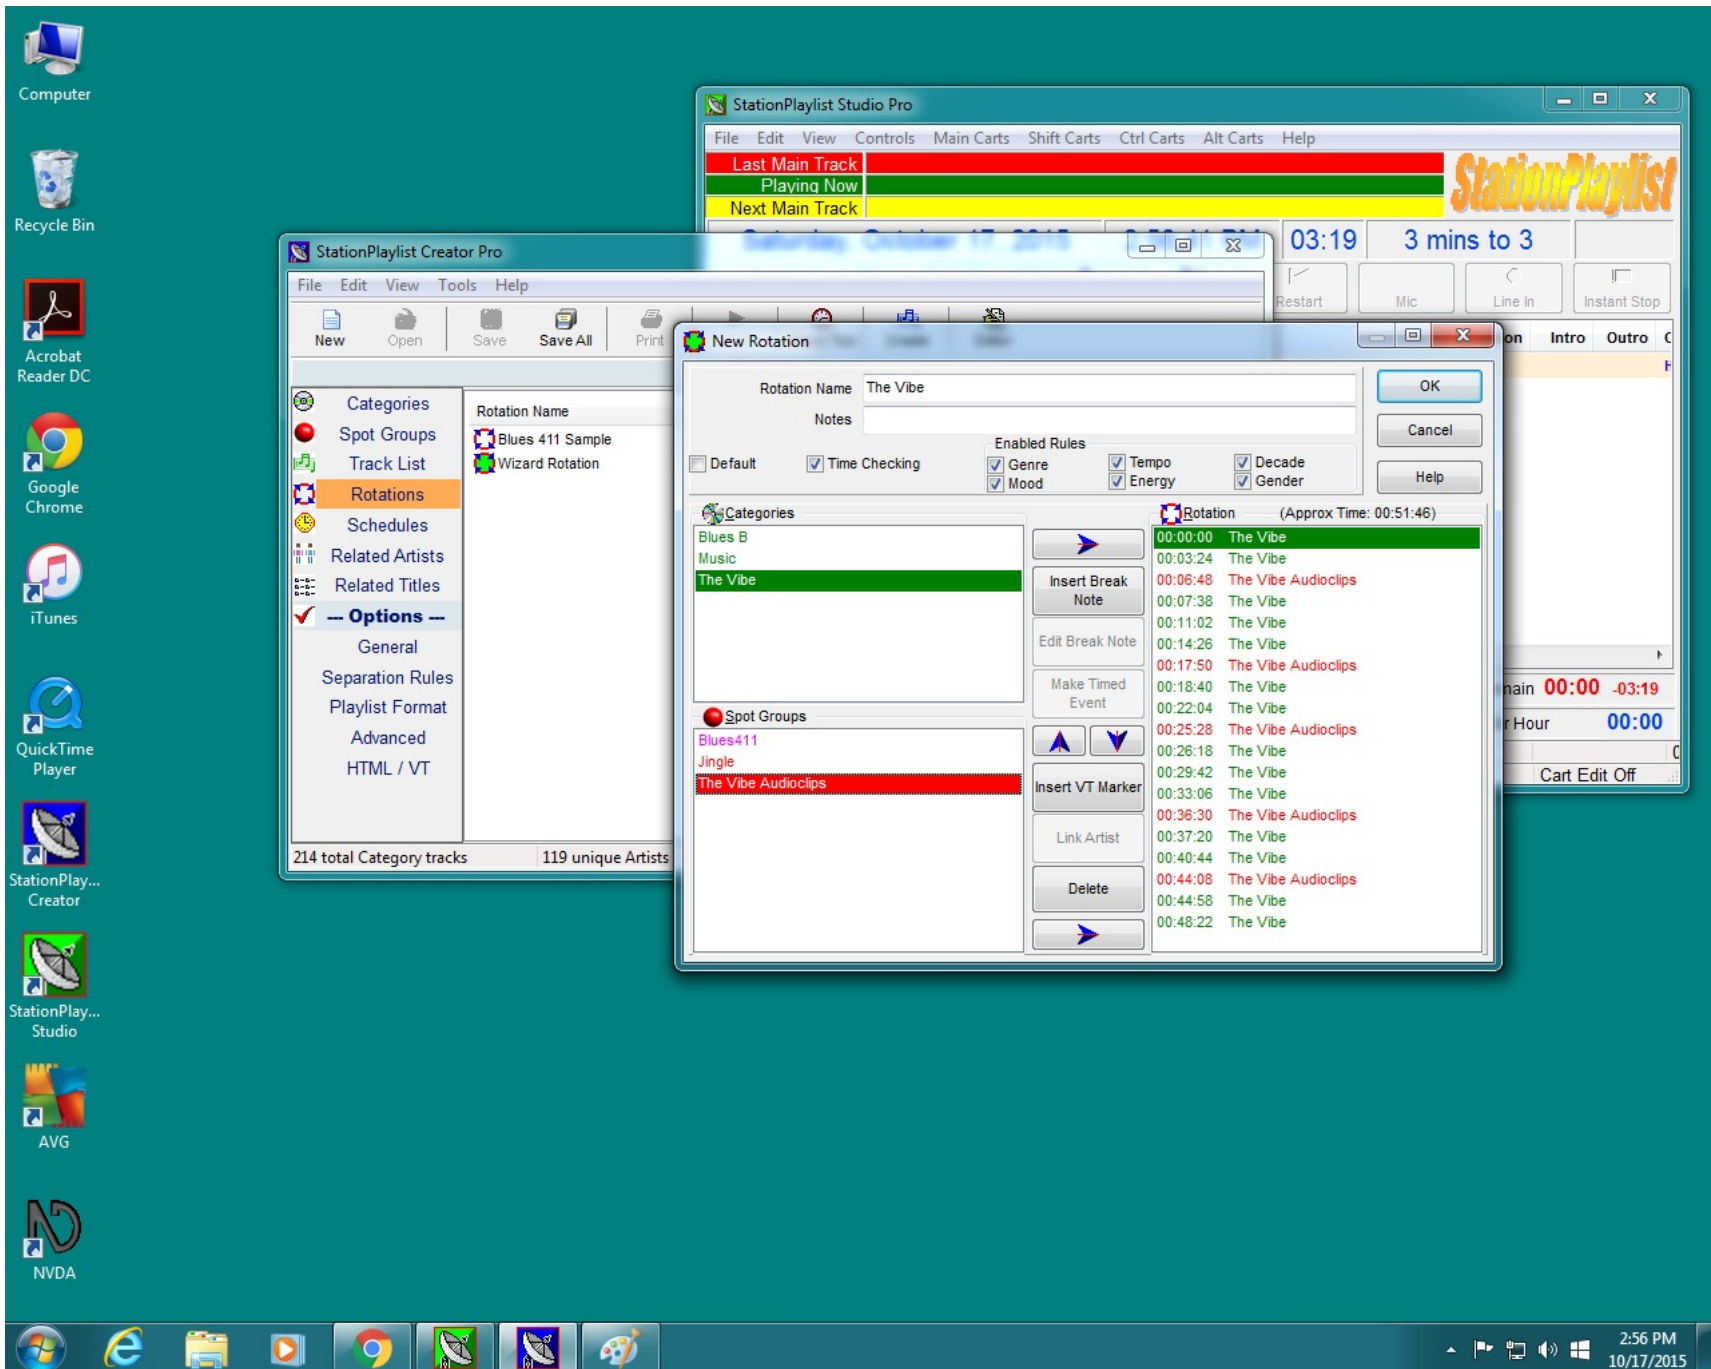 Computer
Recycle Bin
Acrobat
Reader DC
Google
Chrome
iTunes
QuickTime
Player
StationPlay...
Creator
StationPlay...
Studio
AVG
NVDA
StationPlaylist Studio Pro
File Edit View Controls Main Carts Shift Carts Ctrl Carts Alt Carts Help
Last Main Track
Playing Now
Next Main Track
StationPlaylist
Saturday, October 17, 2015
03:19 3 mins to 3
Restart Mic Line In Instant Stop
on Intro Outro
main 00:00 -03:19
r Hour 00:00
Cart Edit Off
StationPlaylist Creator Pro
File Edit View Tools Help
New Open Save Save All Print
Categories
Spot Groups
Track List
Rotations
Schedules
Related Artists
Related Titles
--- Options ---
General
Separation Rules
Playlist Format
Advanced
HTML / VT
Rotation Name
Blues 411 Sample
Wizard Rotation
214 total Category tracks 119 unique Artists
New Rotation
Rotation Name The Vibe
Notes
OK
Cancel
Help
Default Time Checking
Enabled Rules
Genre Tempo Decade
Mood Energy Gender
Categories
Blues B
Music
The Vibe
Spot Groups
Blues411
Jingle
The Vibe Audioclips
Insert Break
Note
Edit Break Note
Make Timed
Event
Insert VT Marker
Link Artist
Delete
Rotation (Approx Time: 00:51:46)
00:00:00 The Vibe
00:03:24 The Vibe
00:06:48 The Vibe Audioclips
00:07:38 The Vibe
00:11:02 The Vibe
00:14:26 The Vibe
00:17:50 The Vibe Audioclips
00:18:40 The Vibe
00:22:04 The Vibe
00:25:28 The Vibe Audioclips
00:26:18 The Vibe
00:29:42 The Vibe
00:33:06 The Vibe
00:36:30 The Vibe Audioclips
00:37:20 The Vibe
00:40:44 The Vibe
00:44:08 The Vibe Audioclips
00:44:58 The Vibe
00:48:22 The Vibe
2:56 PM
10/17/2015